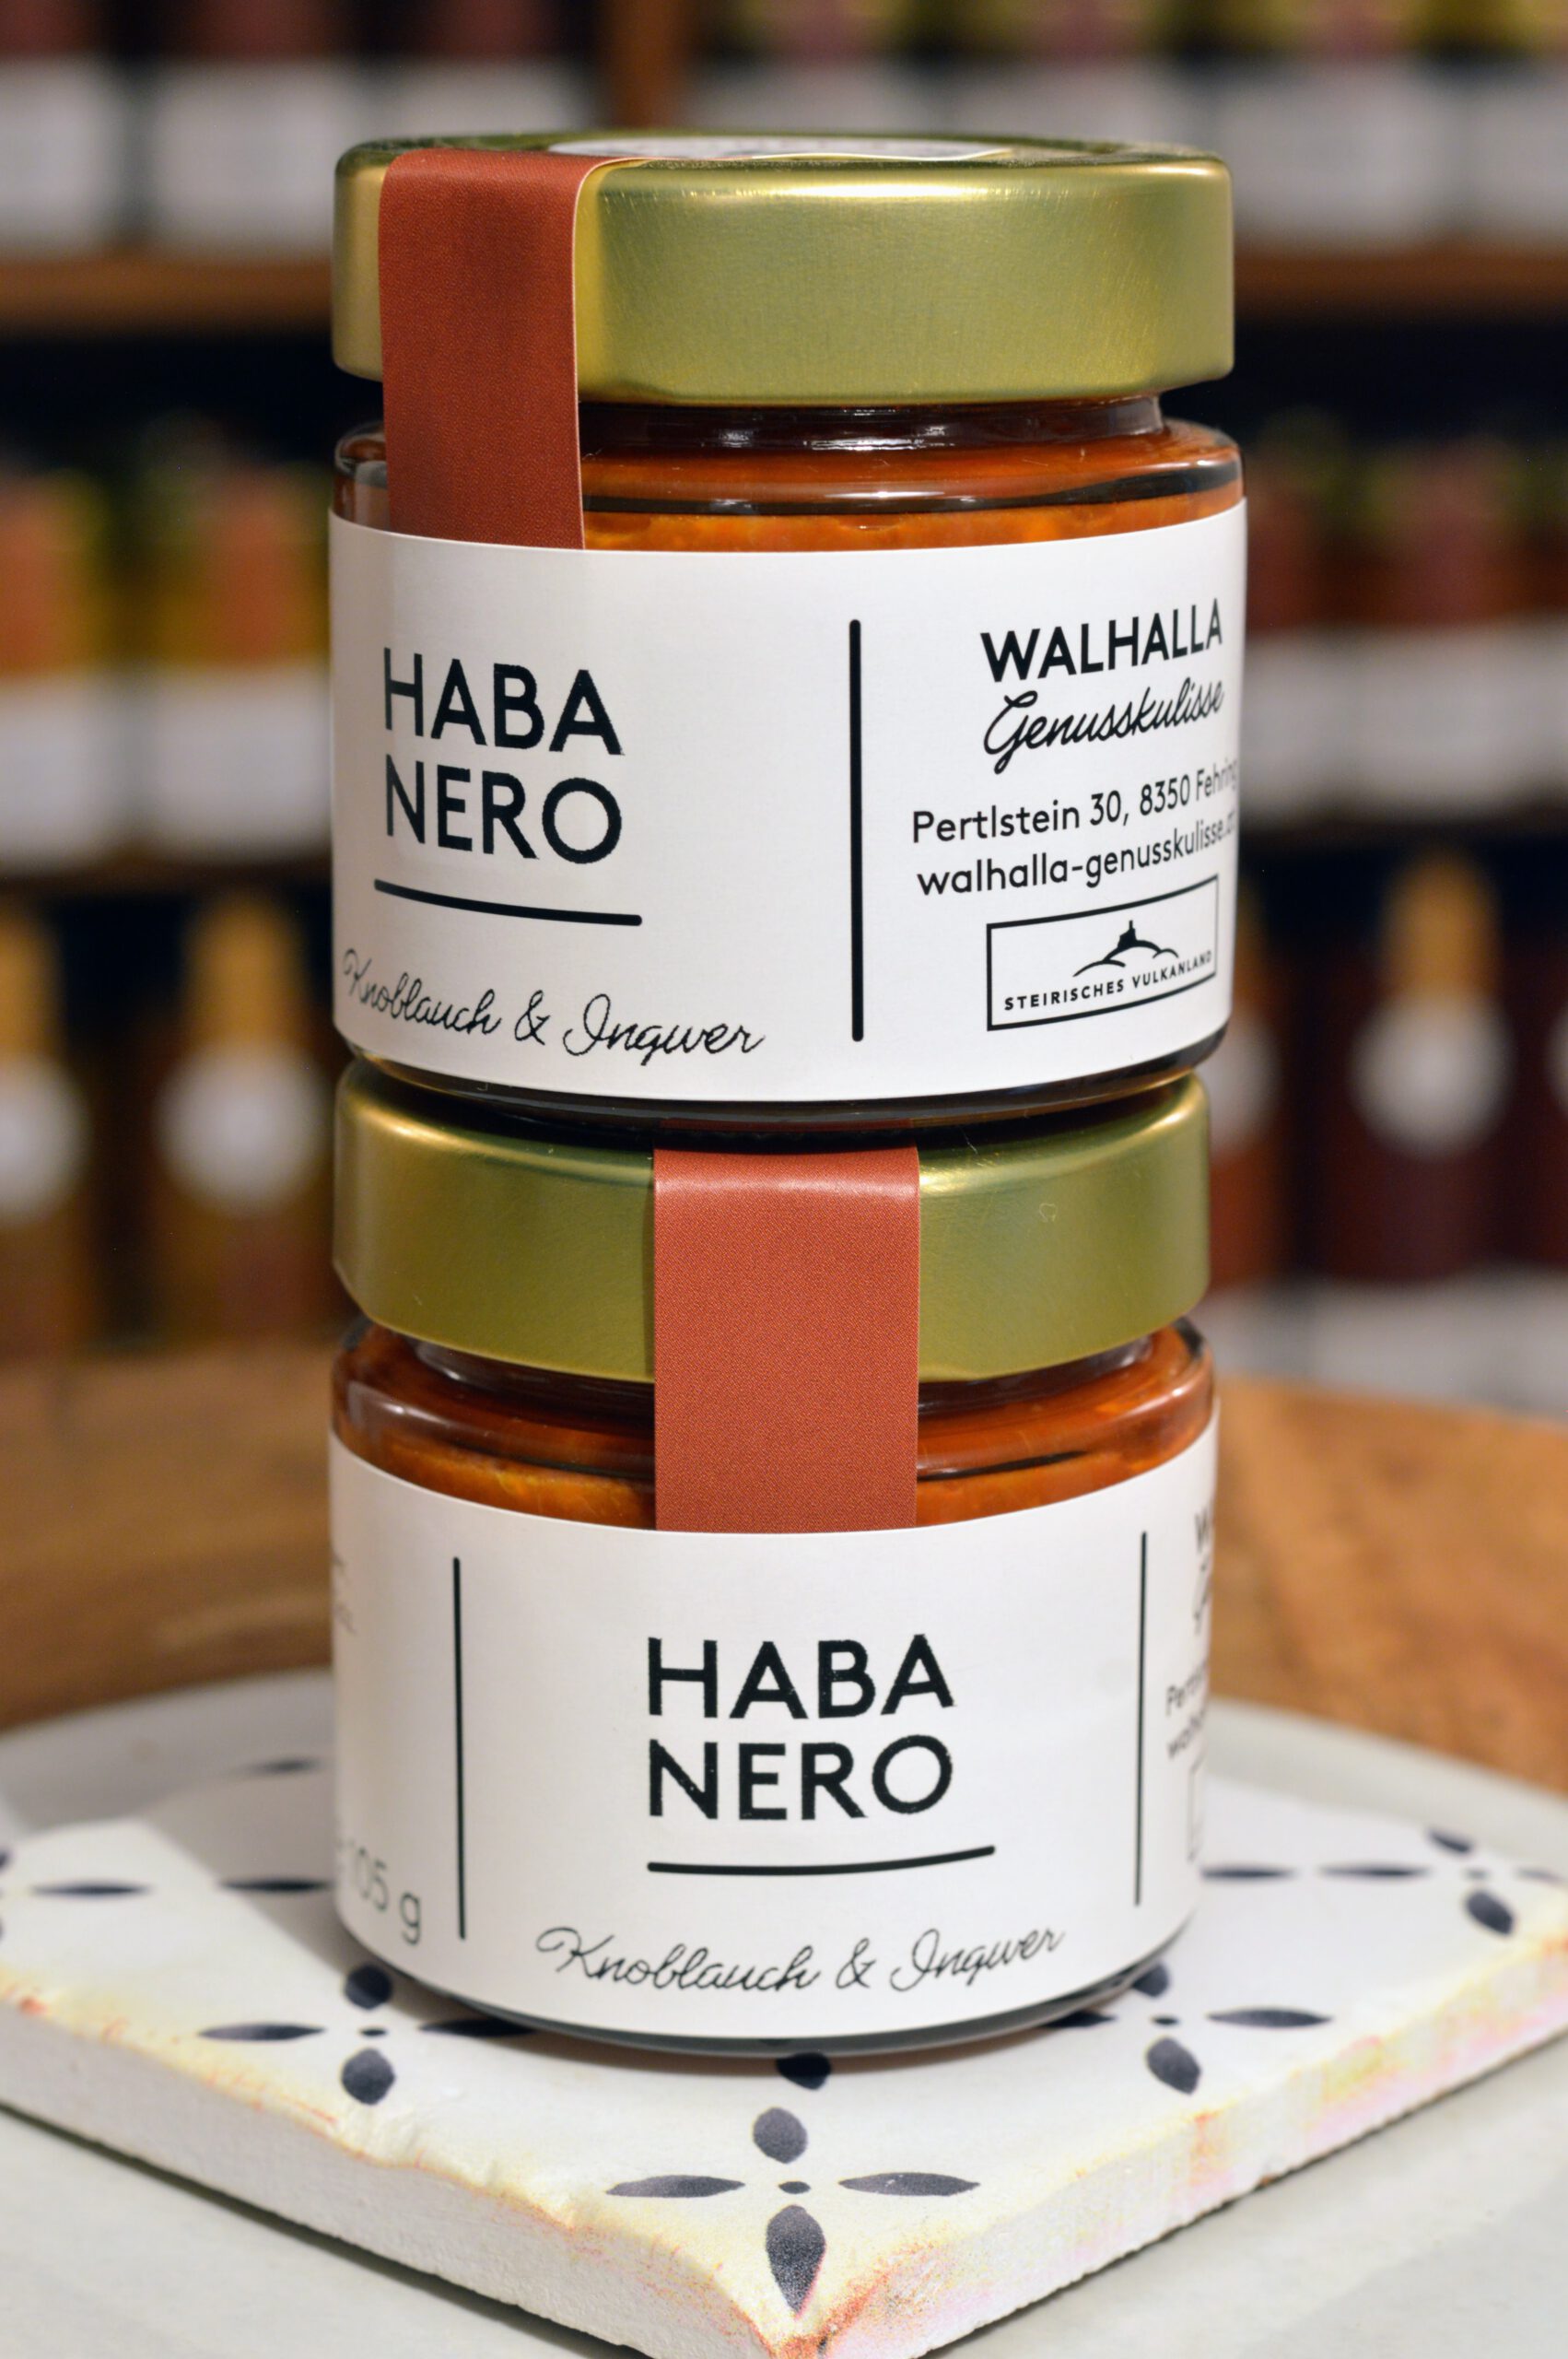 HABA
NERO
Knoblauch & Ingwer
WALHALLA
Genusskulisse
Pertlstein 30, 8350 Fehring
walhalla-genusskulisse.at
STEIRISCHES VULKANLAND
105 g
HABA
NERO
Knoblauch & Ingwer